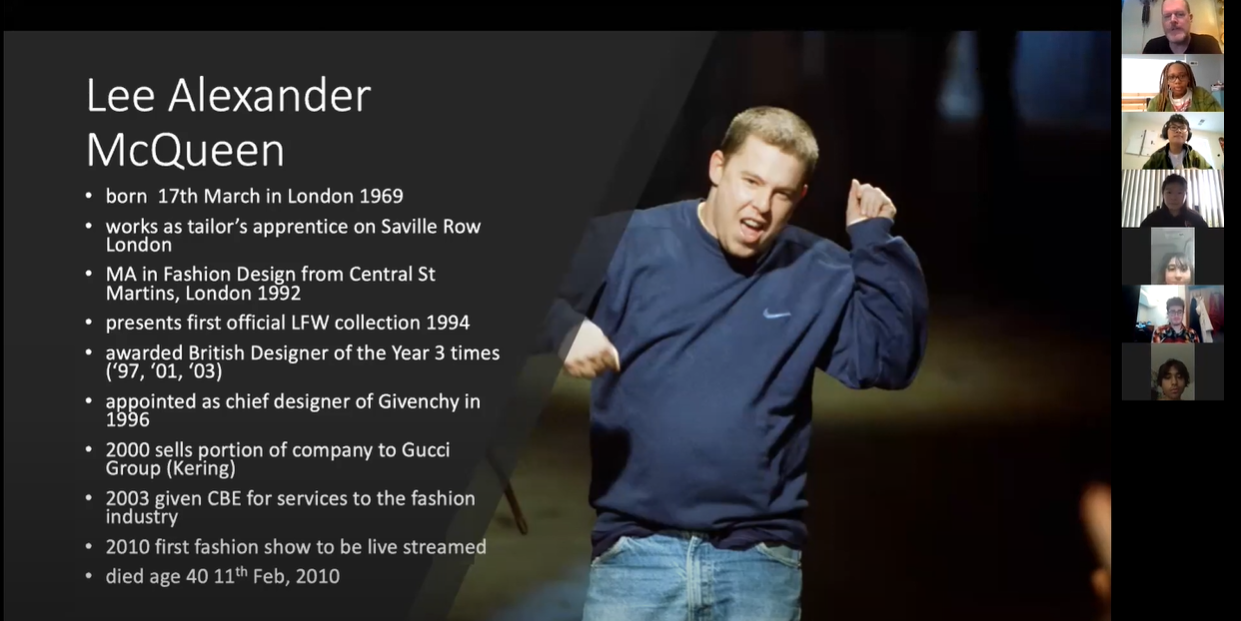 Lee Alexander
McQueen
• born 17th March in London 1969
• works as tailor’s apprentice on Saville Row
London
• MA in Fashion Design from Central St
Martins, London 1992
• presents first official LFW collection 1994
• awarded British Designer of the Year 3 times
(‘97, ‘01, ‘03)
• appointed as chief designer of Givenchy in
1996
• 2000 sells portion of company to Gucci
Group (Kering)
• 2003 given CBE for services to the fashion
industry
• 2010 first fashion show to be live streamed
• died age 40 11th Feb, 2010